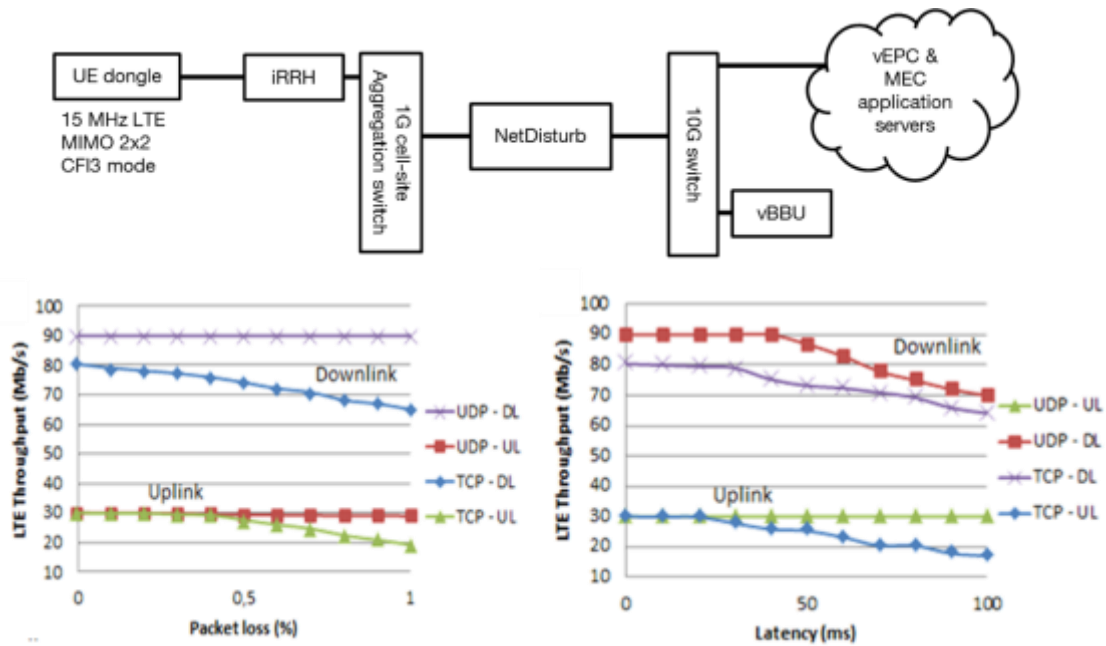 UE dongle
15 MHz LTE
MIMO 2x2
CFI3 mode
iRRH
1G cell-site
Aggregation switch
NetDisturb
10G switch
vEPC &
MEC
application
servers
vBBU
LTE Throughput (Mb/s)
100
90
80
70
60
50
40
30
20
10
0
0,5
1
Packet loss (%)
Downlink
Uplink
UDP - DL
UDP - UL
TCP - DL
TCP - UL
..
LTE Throughput (Mb/s)
100
90
80
70
60
50
40
30
20
10
0
50
100
Latency (ms)
Downlink
Uplink
UDP - UL
UDP - DL
TCP - DL
TCP - UL